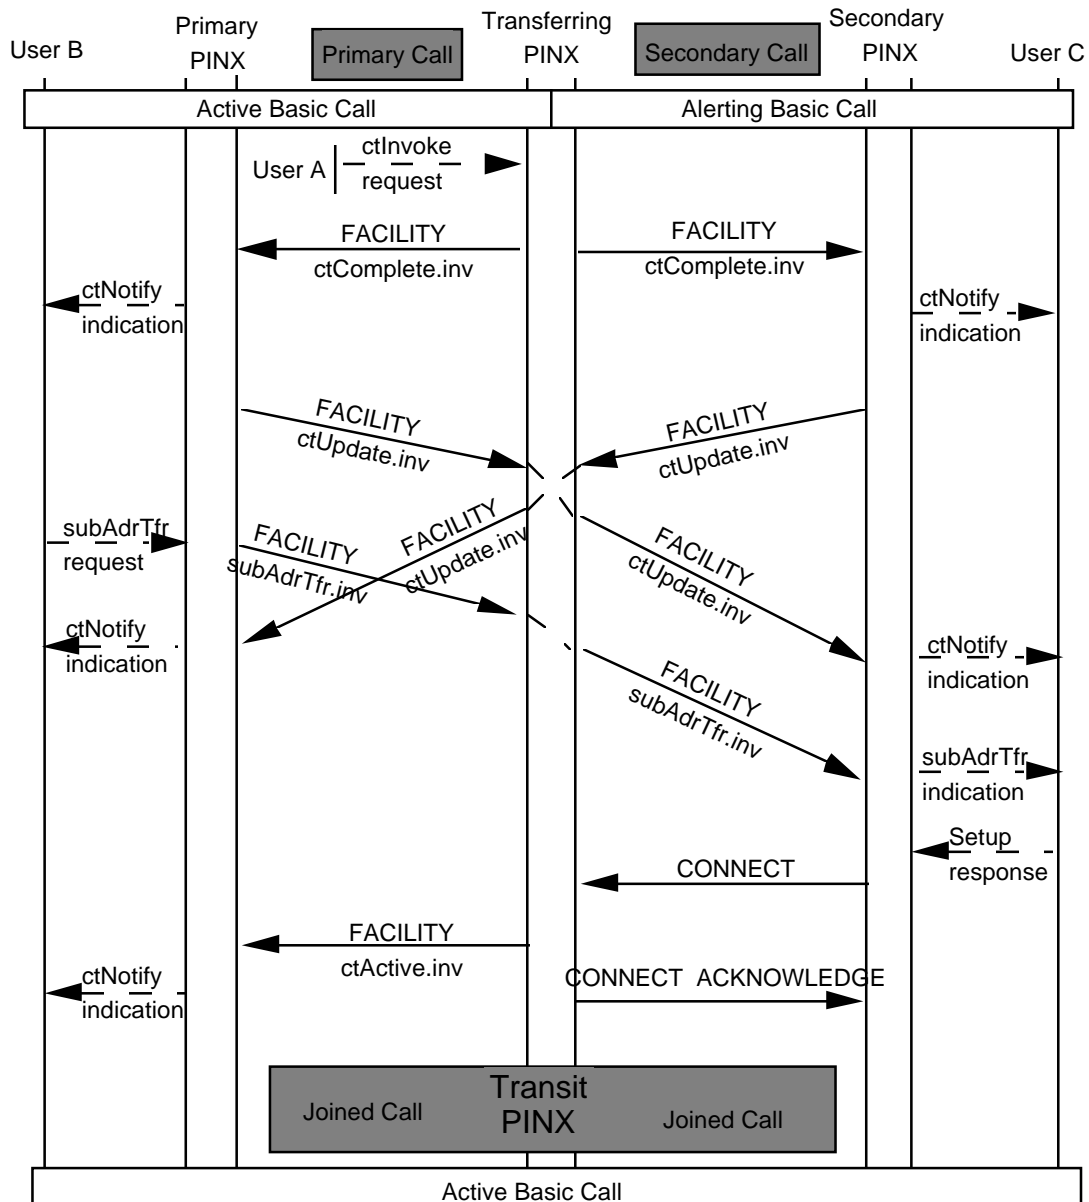 User B
Primary
PINX
Primary Call
Transferring
PINX
Secondary Call
Secondary
PINX
User C
Active Basic Call
Alerting Basic Call
User A
ctInvoke
request
FACILITY
ctComplete.inv
FACILITY
ctComplete.inv
ctNotify
indication
ctNotify
indication
FACILITY
ctUpdate.inv
FACILITY
ctUpdate.inv
subAdrTfr
request
FACILITY
subAdrTfr.inv
FACILITY
ctUpdate.inv
FACILITY
ctUpdate.inv
ctNotify
indication
ctNotify
indication
FACILITY
subAdrTfr.inv
subAdrTfr
indication
Setup
response
CONNECT
FACILITY
ctActive.inv
ctNotify
indication
CONNECT ACKNOWLEDGE
Joined Call
Transit
PINX
Joined Call
Active Basic Call